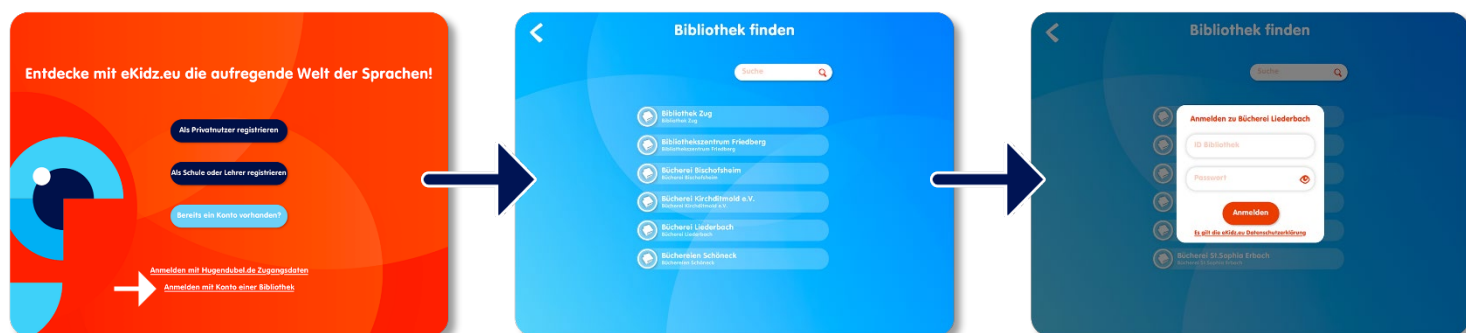 Entdecke mit eKidz.eu die aufregende Welt der Sprachen!
Als Privatnutzer registrieren
Als Schule oder Lehrer registrieren
Bereits ein Konto vorhanden?
Anmelden mit Hugendubel.de Zugangsdaten
Anmelden mit Konto einer Bibliothek
Bibliothek finden
Suche
Bibliothek Zug
Bibliothek Zug
Bibliothekszentrum Friedberg
Bibliothekszentrum Friedberg
Bücherei Bischofsheim
Bücherei Bischofsheim
Bücherei Kirchditmold e.V.
Bücherei Kirchditmold e.V.
Bücherei Liederbach
Bücherei Liederbach
Büchereien Schöneck
Büchereien Schöneck
Bibliothek finden
Suche
Anmelden zu Bücherei Liederbach
ID Bibliothek
Passwort
Anmelden
Es gilt die eKidz.eu Datenschutzerklärung
Bücherei St.Sophia Erbach
Bücherei St.Sophia Erbach